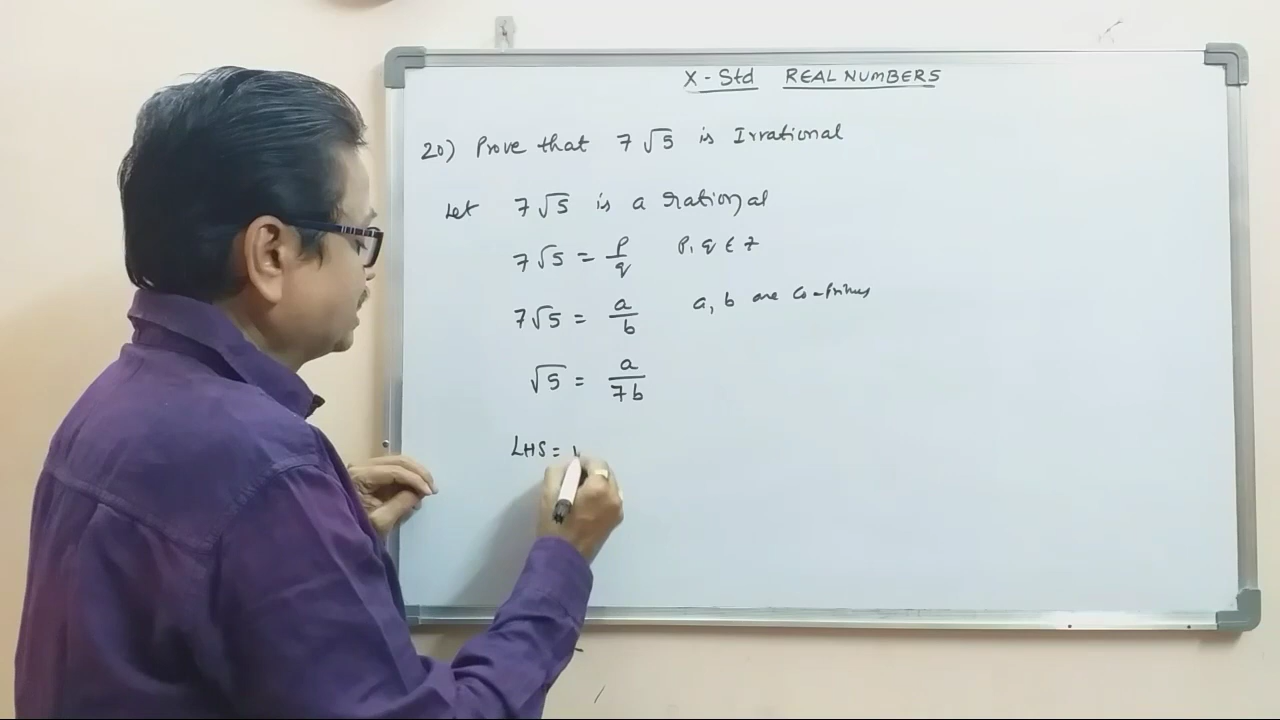 X - Std REAL NUMBERS
20) Prove that 7√5 is Irrational
Let 7√5 is a rational
7√5 = p/q p, q ∈ z
7√5 = a/b a, b are co-primes
√5 = a/7b
LHS =